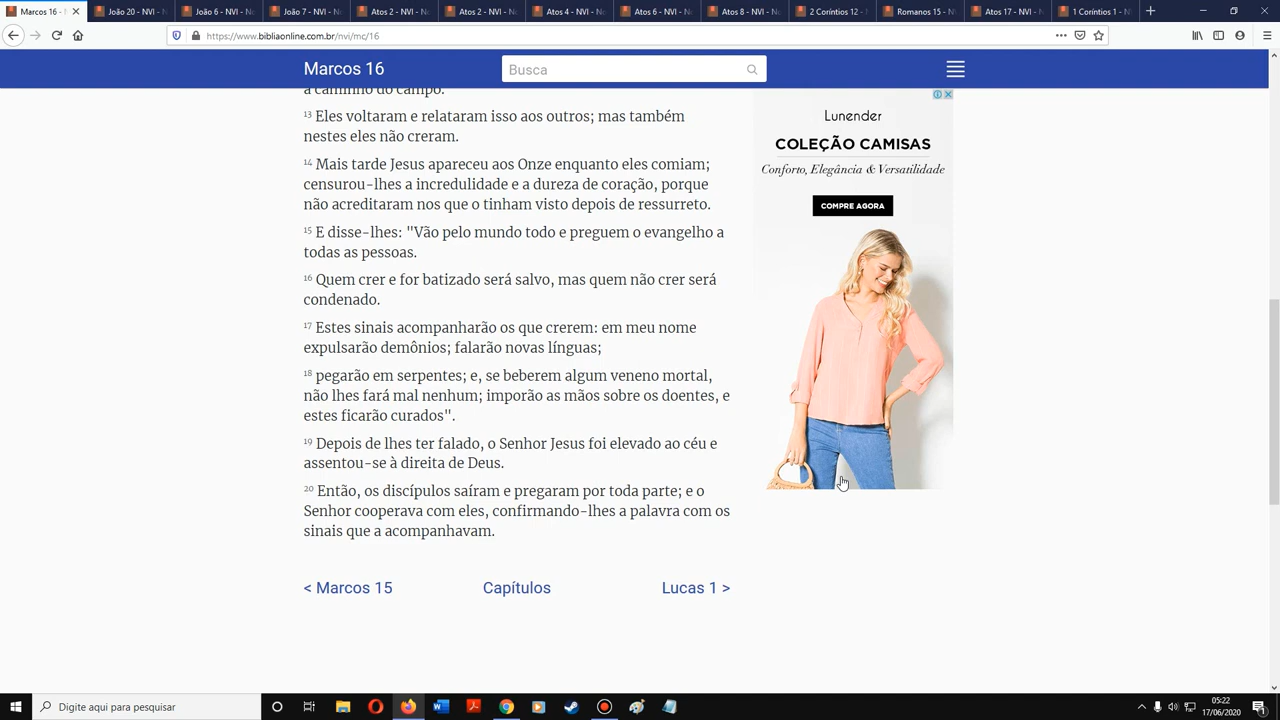 Marcos 16 -
João 20 - NVI -
João 6 - NVI - No
João 7 - NVI - No
Atos 2 - NVI - No
Atos 2 - NVI - No
Atos 4 - NVI - No
Atos 6 - NVI - No
Atos 8 - NVI - No
2 Coríntios 12 -
Romanos 15 - NV
Atos 17 - NVI - N
1 Coríntios 1 -
https://www.bibliaonline.com.br/nvi/mc/16
Marcos 16
Busca
a caminho do campo.
13 Eles voltaram e relataram isso aos outros; mas também
nestes eles não creram.
14 Mais tarde Jesus apareceu aos Onze enquanto eles comiam;
censurou-lhes a incredulidade e a dureza de coração, porque
não acreditaram nos que o tinham visto depois de ressurreto.
15 E disse-lhes: "Vão pelo mundo todo e preguem o evangelho a
todas as pessoas.
16 Quem crer e for batizado será salvo, mas quem não crer será
condenado.
17 Estes sinais acompanharão os que crerem: em meu nome
expulsarão demônios; falarão novas línguas;
18 pegarão em serpentes; e, se beberem algum veneno mortal,
não lhes fará mal nenhum; imporão as mãos sobre os doentes, e
estes ficarão curados".
19 Depois de lhes ter falado, o Senhor Jesus foi elevado ao céu e
assentou-se à direita de Deus.
20 Então, os discípulos saíram e pregaram por toda parte; e o
Senhor cooperava com eles, confirmando-lhes a palavra com os
sinais que a acompanhavam.
< Marcos 15
Capítulos
Lucas 1 >
Lunender
COLEÇÃO CAMISAS
Conforto, Elegância & Versatilidade
COMPRE AGORA
Digite aqui para pesquisar
05:22
17/06/2020